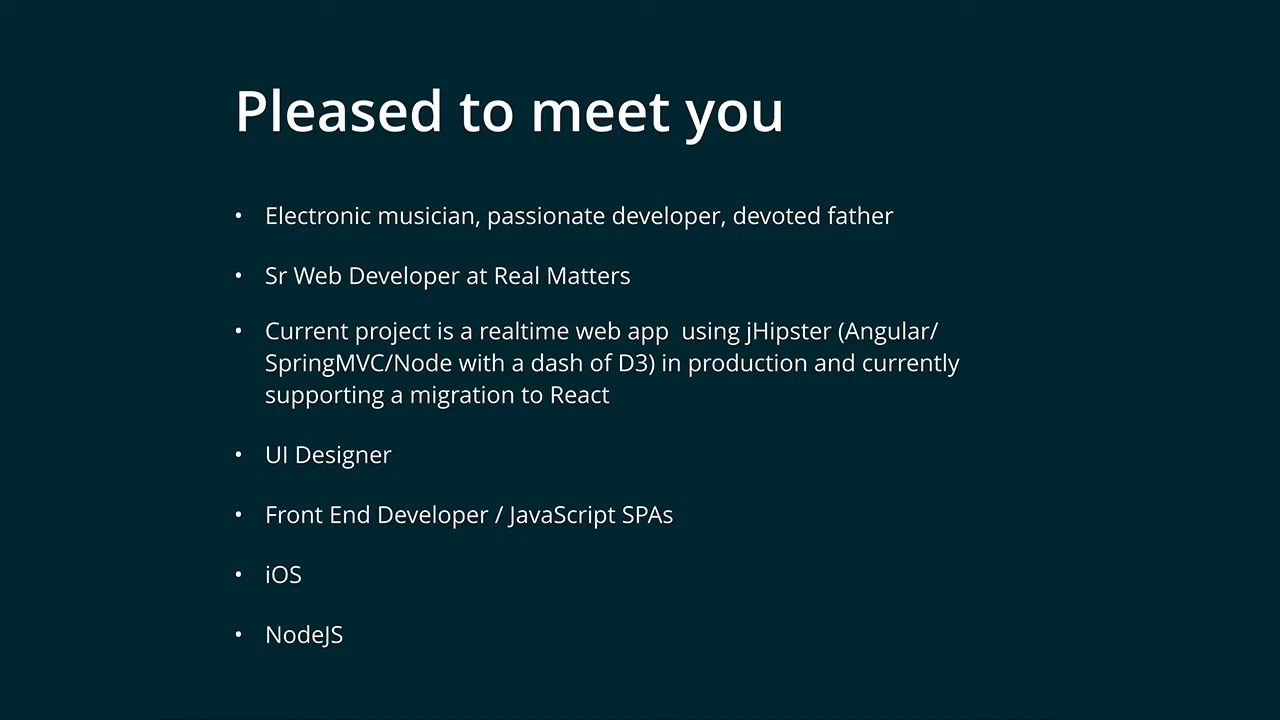 Pleased to meet you
• Electronic musician, passionate developer, devoted father
• Sr Web Developer at Real Matters
• Current project is a realtime web app  using jHipster (Angular/
SpringMVC/Node with a dash of D3) in production and currently
supporting a migration to React
• UI Designer
• Front End Developer / JavaScript SPAs
• iOS
• NodeJS